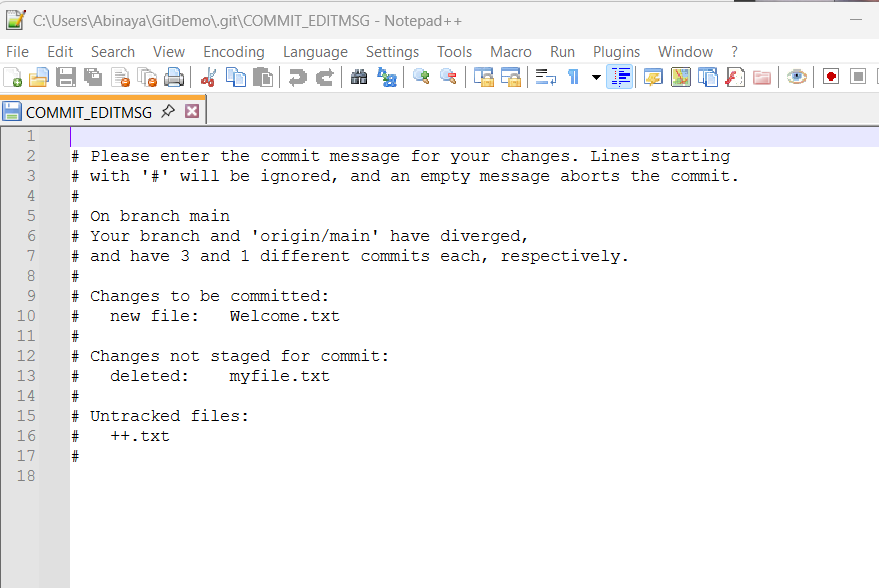 C:\Users\Abinaya\GitDemo\.git\COMMIT_EDITMSG - Notepad++
File Edit Search View Encoding Language Settings Tools Macro Run Plugins Window ?
COMMIT_EDITMSG
1
2 # Please enter the commit message for your changes. Lines starting
3 # with '#' will be ignored, and an empty message aborts the commit.
4 #
5 # On branch main
6 # Your branch and 'origin/main' have diverged,
7 # and have 3 and 1 different commits each, respectively.
8 #
9 # Changes to be committed:
10 #   new file:   Welcome.txt
11 #
12 # Changes not staged for commit:
13 #   deleted:    myfile.txt
14 #
15 # Untracked files:
16 #   ++.txt
17 #
18